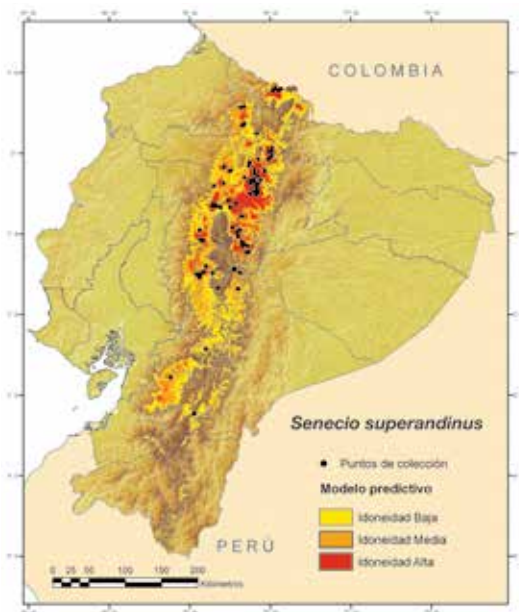 COLOMBIA
Senecio superandinus
Puntos de colección
Modelo predictivo
Idoneidad Baja
Idoneidad Media
Idoneidad Alta
PERÚ
0 25 50 100 150 200
Kilometros